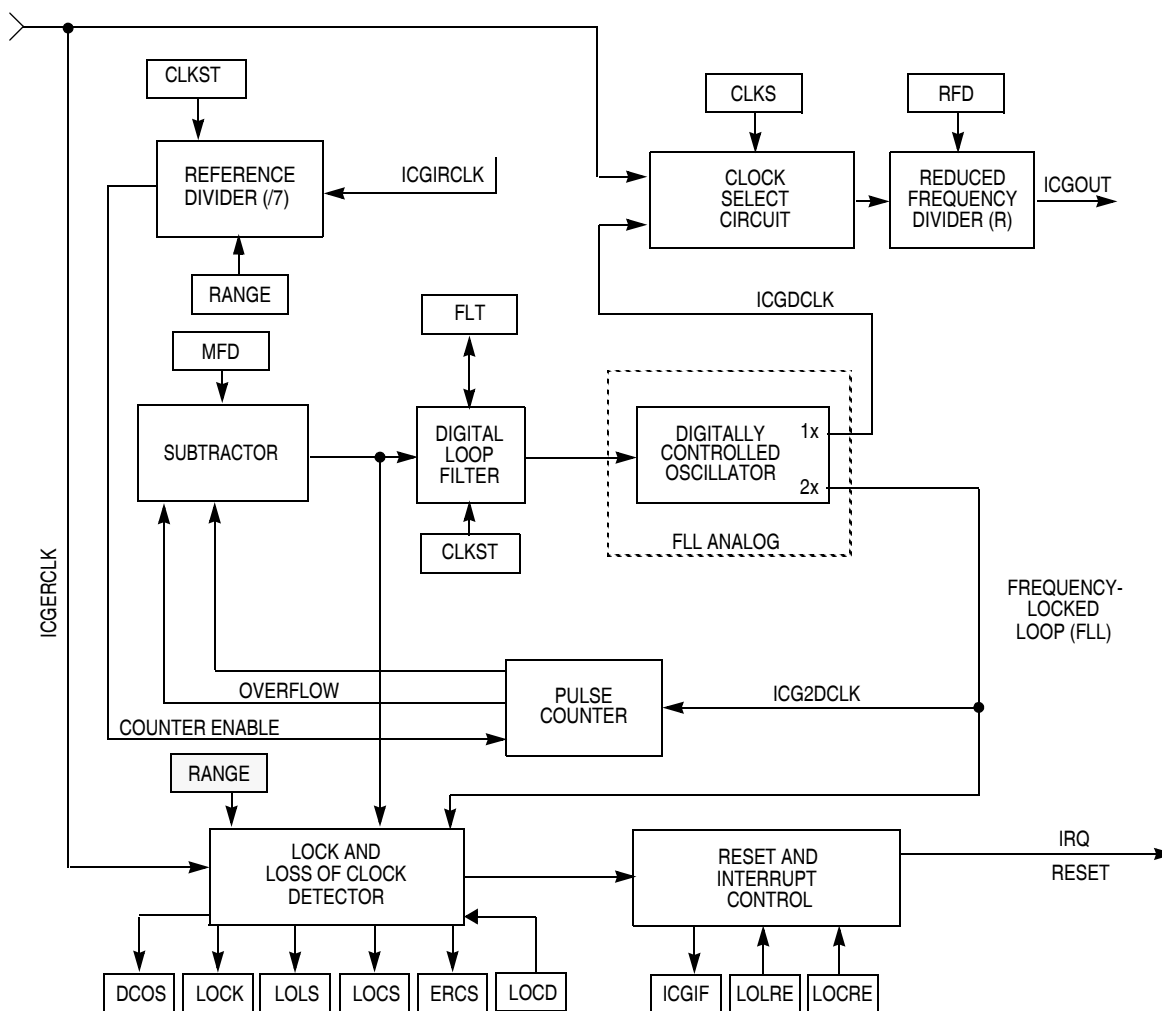 CLKST
CLKS
RFD
REFERENCE
DIVIDER (/7)
ICGIRCLK
CLOCK
SELECT
CIRCUIT
REDUCED
FREQUENCY
DIVIDER (R)
ICGOUT
RANGE
FLT
ICGDCLK
MFD
SUBTRACTOR
DIGITAL
LOOP
FILTER
DIGITALLY
CONTROLLED
OSCILLATOR
1x
2x
FLL ANALOG
CLKST
ICGERCLK
FREQUENCY-
LOCKED
LOOP (FLL)
OVERFLOW
PULSE
COUNTER
ICG2DCLK
COUNTER ENABLE
RANGE
LOCK AND
LOSS OF CLOCK
DETECTOR
RESET AND
INTERRUPT
CONTROL
IRQ
RESET
DCOS
LOCK
LOLS
LOCS
ERCS
LOCD
ICGIF
LOLRE
LOCRE